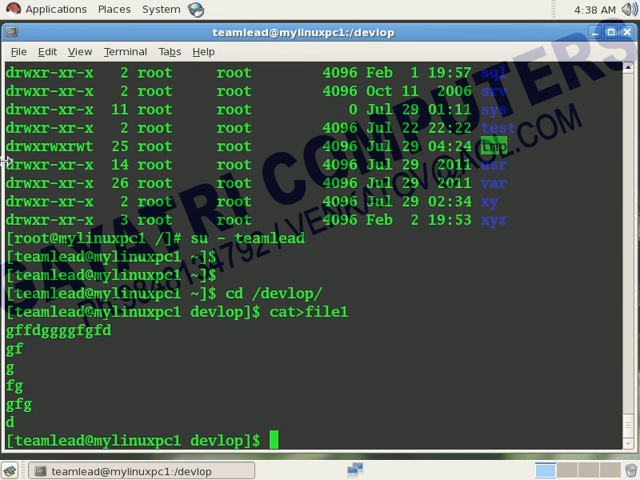 Applications Places System 4:38 AM
teamlead@mylinuxpc1:/devlop
File Edit View Terminal Tabs Help
drwxr-xr-x 2 root root 4096 Feb 1 19:57 sql
drwxr-xr-x 2 root root 4096 Oct 11 2006 srv
drwxr-xr-x 11 root root 0 Jul 29 01:11 sys
drwxr-xr-x 2 root root 4096 Jul 22 22:22 test
drwxrwxrwt 25 root root 4096 Jul 29 04:24 tmp
drwxr-xr-x 14 root root 4096 Jul 29 2011 usr
drwxr-xr-x 26 root root 4096 Jul 29 2011 var
drwxr-xr-x 2 root root 4096 Jul 29 02:34 xy
drwxr-xr-x 3 root root 4096 Feb 2 19:53 xyz
[root@mylinuxpc1 /]# su - teamlead
[teamlead@mylinuxpc1 ~]$
[teamlead@mylinuxpc1 ~]$
[teamlead@mylinuxpc1 ~]$ cd /devlop/
[teamlead@mylinuxpc1 devlop]$ cat>file1
gffdggggfgfd
gf
g
fg
gfg
d
[teamlead@mylinuxpc1 devlop]$
teamlead@mylinuxpc1:/devlop
COMPUTERS